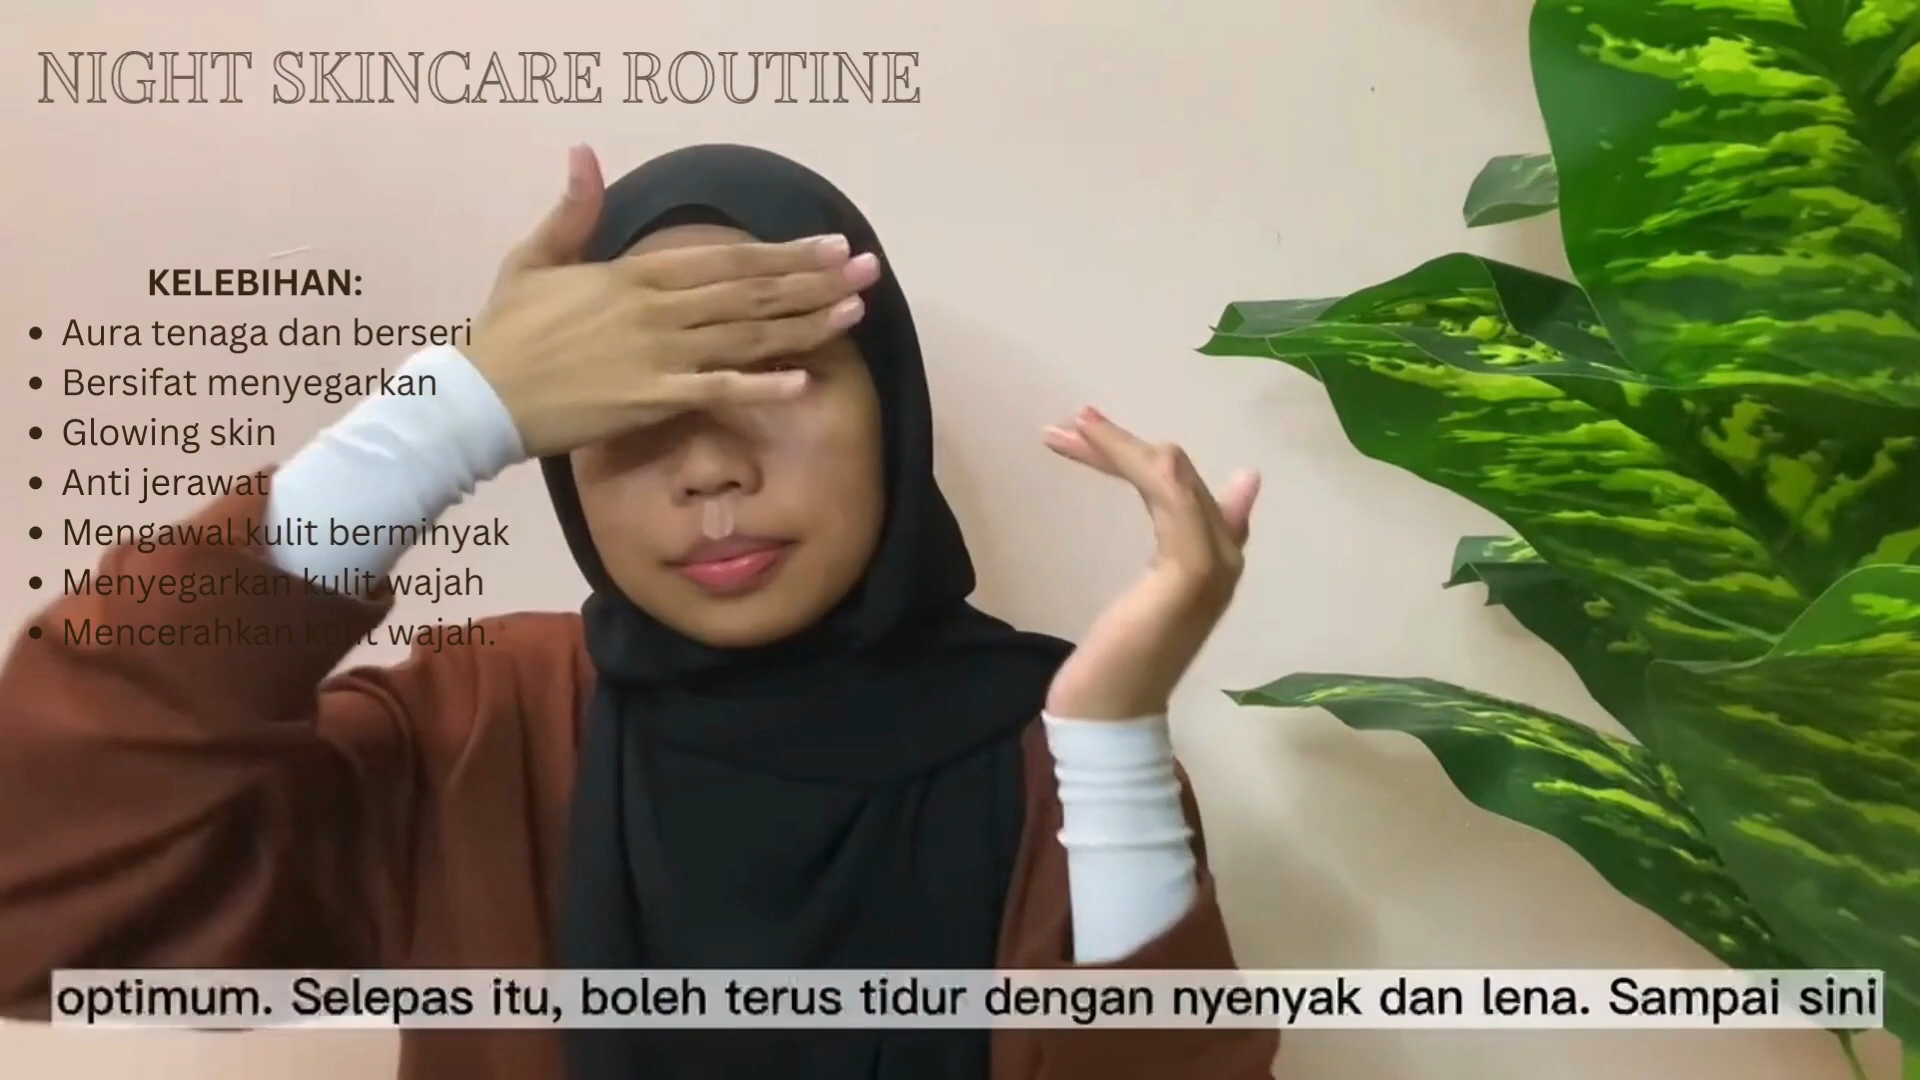 NIGHT SKINCARE ROUTINE
KELEBIHAN:
• Aura tenaga dan berseri
• Bersifat menyegarkan
• Glowing skin
• Anti jerawat
• Mengawal kulit berminyak
• Menyegarkan kulit wajah
• Mencerahkan kulit wajah.
optimum. Selepas itu, boleh terus tidur dengan nyenyak dan lena. Sampai sini